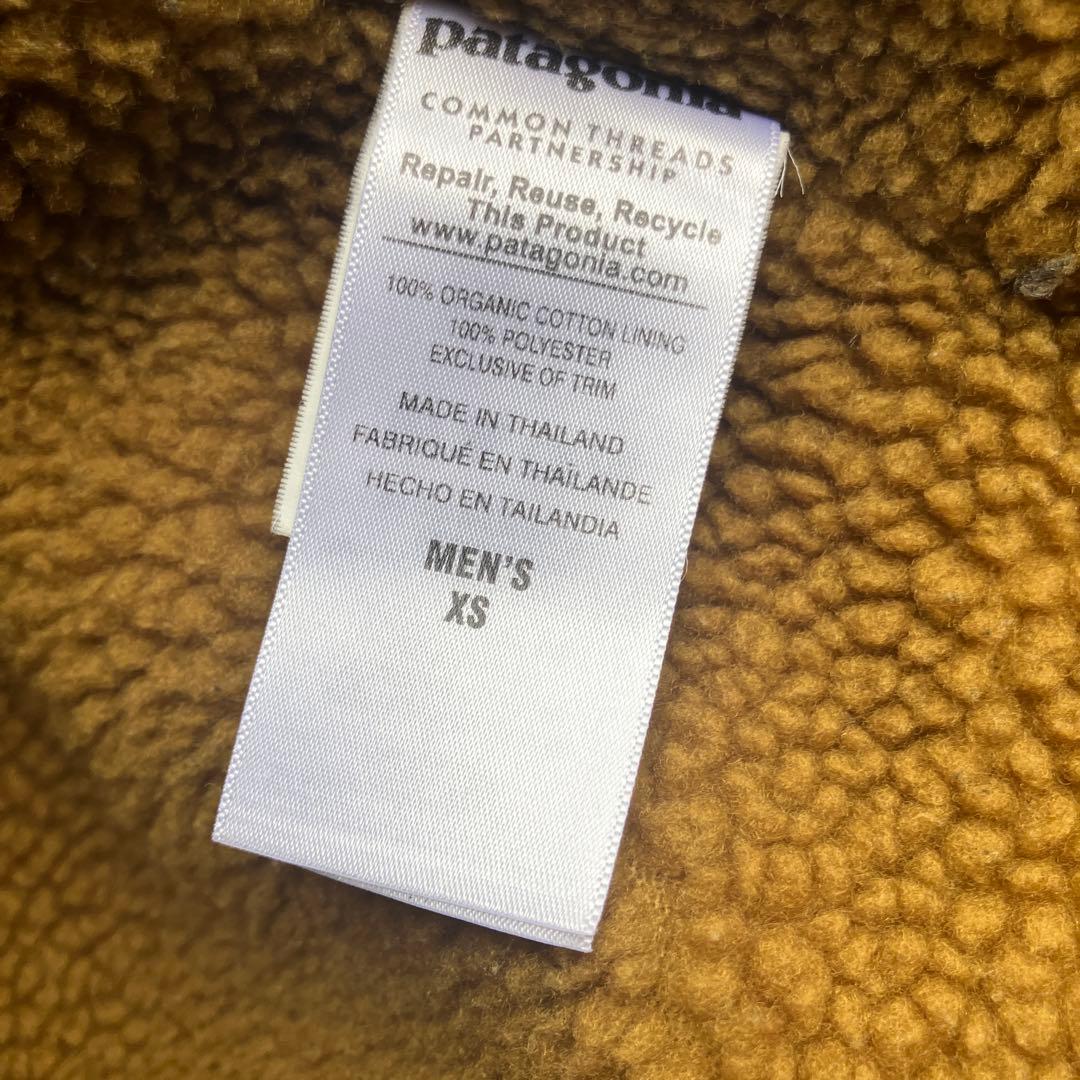 patagonia
COMMON THREADS
PARTNERSHIP
Repair, Reuse, Recycle
This Product
www.patagonia.com
100% ORGANIC COTTON LINING
100% POLYESTER
EXCLUSIVE OF TRIM
MADE IN THAILAND
FABRIQUÉ EN THAÏLANDE
HECHO EN TAILANDIA
MEN'S
XS